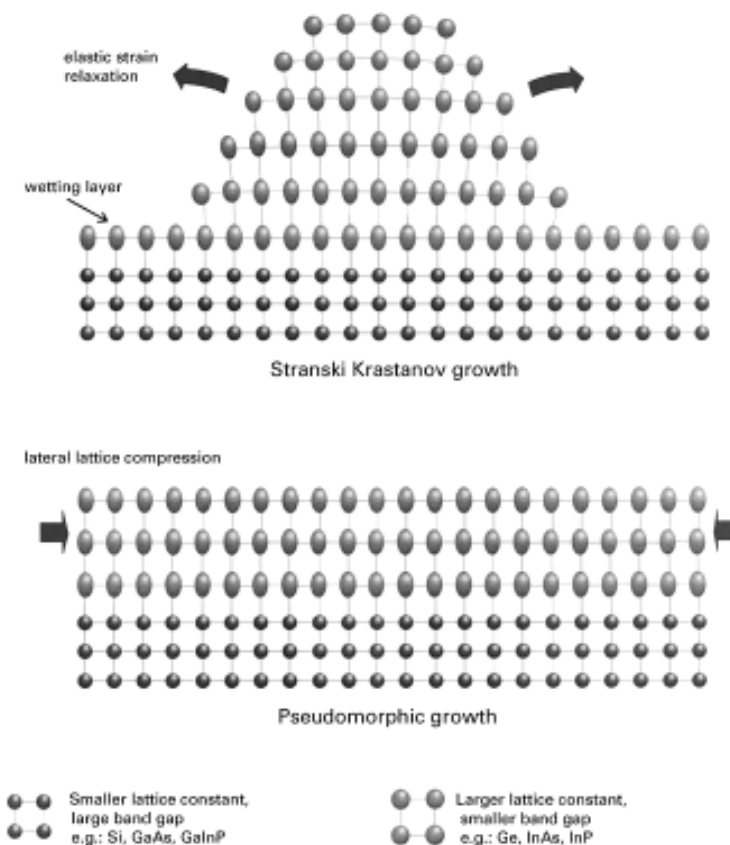 elastic strain
relaxation
wetting layer
Stranski Krastanov growth
lateral lattice compression
Pseudomorphic growth
Smaller lattice constant,
large band gap
e.g.: Si, GaAs, GaInP
Larger lattice constant,
smaller band gap
e.g.: Ge, InAs, InP